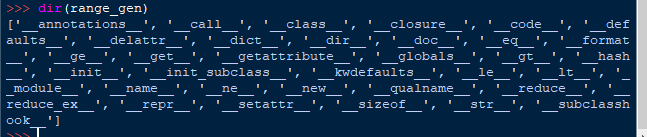 >>> dir(range_gen)
['__annotations__', '__call__', '__class__', '__closure__', '__code__', '__def
aults__', '__delattr__', '__dict__', '__dir__', '__doc__', '__eq__', '__format
__', '__ge__', '__get__', '__getattribute__', '__globals__', '__gt__', '__hash
__', '__init__', '__init_subclass__', '__kwdefaults__', '__le__', '__lt__', '_
_module__', '__name__', '__ne__', '__new__', '__qualname__', '__reduce__', '__
reduce_ex__', '__repr__', '__setattr__', '__sizeof__', '__str__', '__subclassh
ook__']
>>>